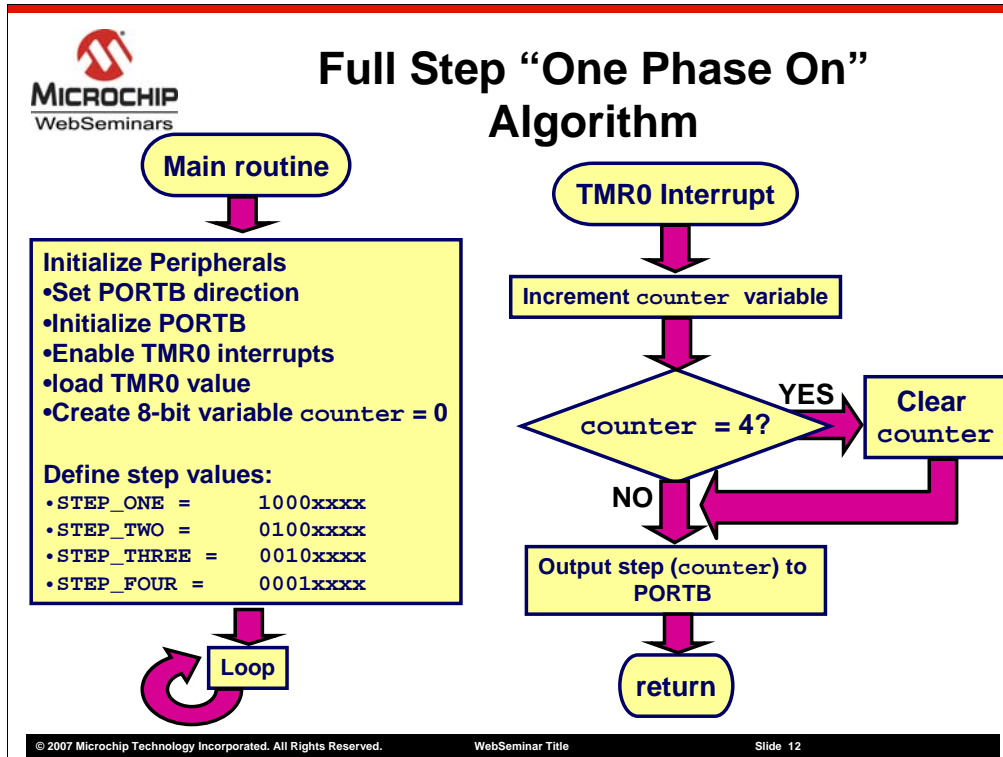 MICROCHIP
WebSeminars
Full Step “One Phase On”
Algorithm
Main routine
Initialize Peripherals
•Set PORTB direction
•Initialize PORTB
•Enable TMR0 interrupts
•load TMR0 value
•Create 8-bit variable counter = 0
Define step values:
•STEP_ONE = 1000xxxx
•STEP_TWO = 0100xxxx
•STEP_THREE = 0010xxxx
•STEP_FOUR = 0001xxxx
Loop
TMR0 Interrupt
Increment counter variable
counter = 4?
YES
Clear
counter
NO
Output step (counter) to
PORTB
return
© 2007 Microchip Technology Incorporated. All Rights Reserved.
WebSeminar Title
Slide 12